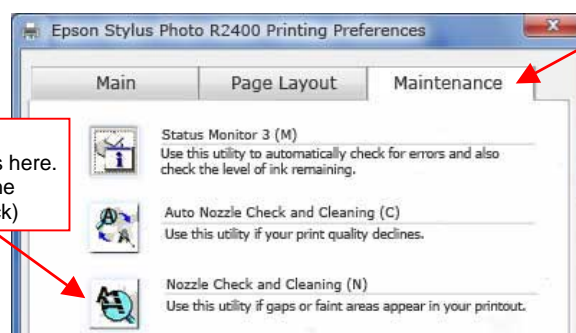 Epson Stylus Photo R2400 Printing Preferences
Main
Page Layout
Maintenance
here.
ck)
Status Monitor 3 (M)
Use this utility to automatically check for errors and also
check the level of ink remaining.
Auto Nozzle Check and Cleaning (C)
Use this utility if your print quality declines.
Nozzle Check and Cleaning (N)
Use this utility if gaps or faint areas appear in your printout.